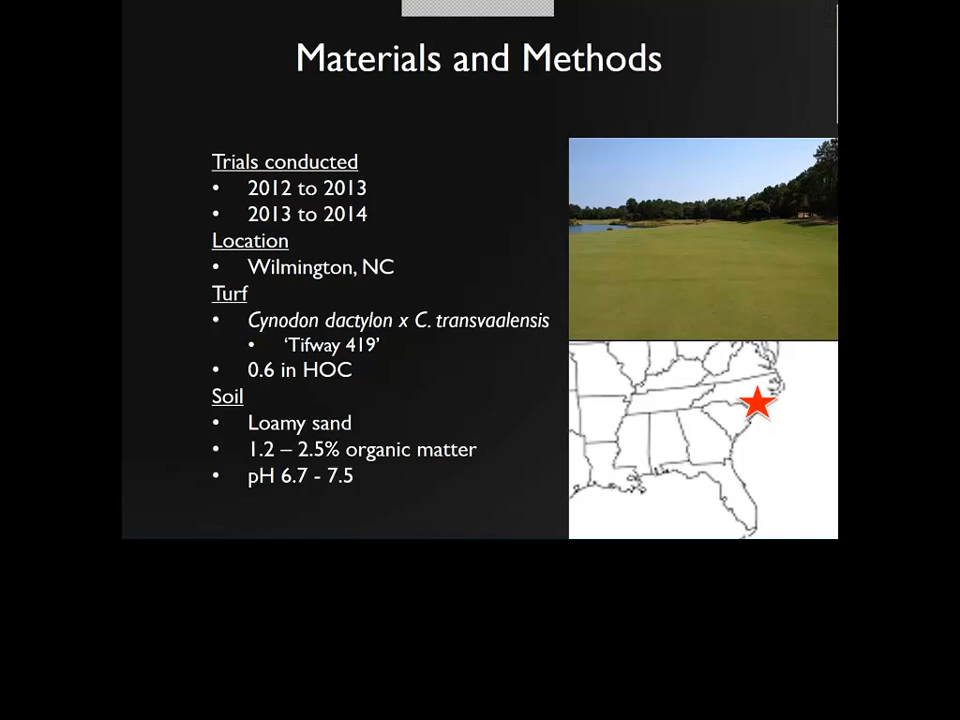 Materials and Methods
Trials conducted
• 2012 to 2013
• 2013 to 2014
Location
• Wilmington, NC
Turf
• Cynodon dactylon x C. transvaalensis
• ‘Tifway 419’
• 0.6 in HOC
Soil
• Loamy sand
• 1.2 – 2.5% organic matter
• pH 6.7 - 7.5